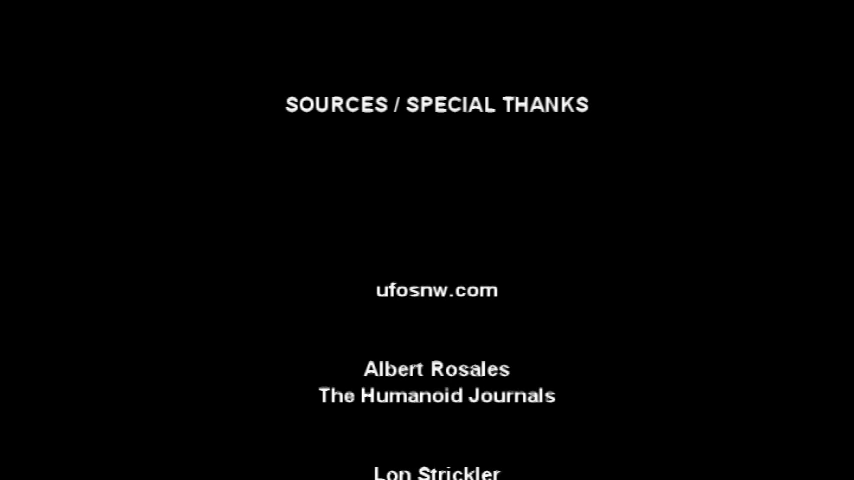 SOURCES / SPECIAL THANKS
ufosnw.com
Albert Rosales
The Humanoid Journals
Lon Strickler